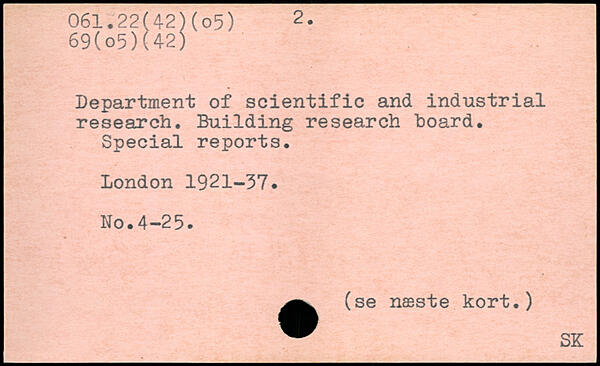 061.22(42)(o5) 2.
69(o5)(42)
Department of scientific and industrial
research. Building research board.
Special reports.
London 1921-37.
No.4-25.
(se næste kort.)
SK